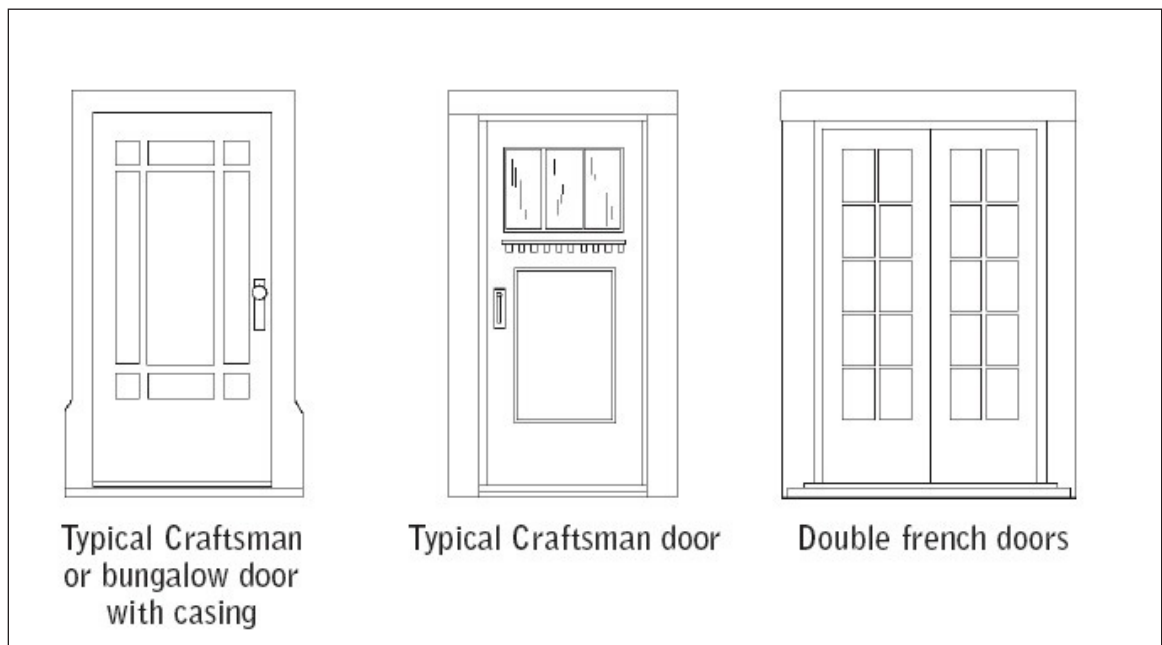 Typical Craftsman
or bungalow door
with casing
Typical Craftsman door
Double french doors